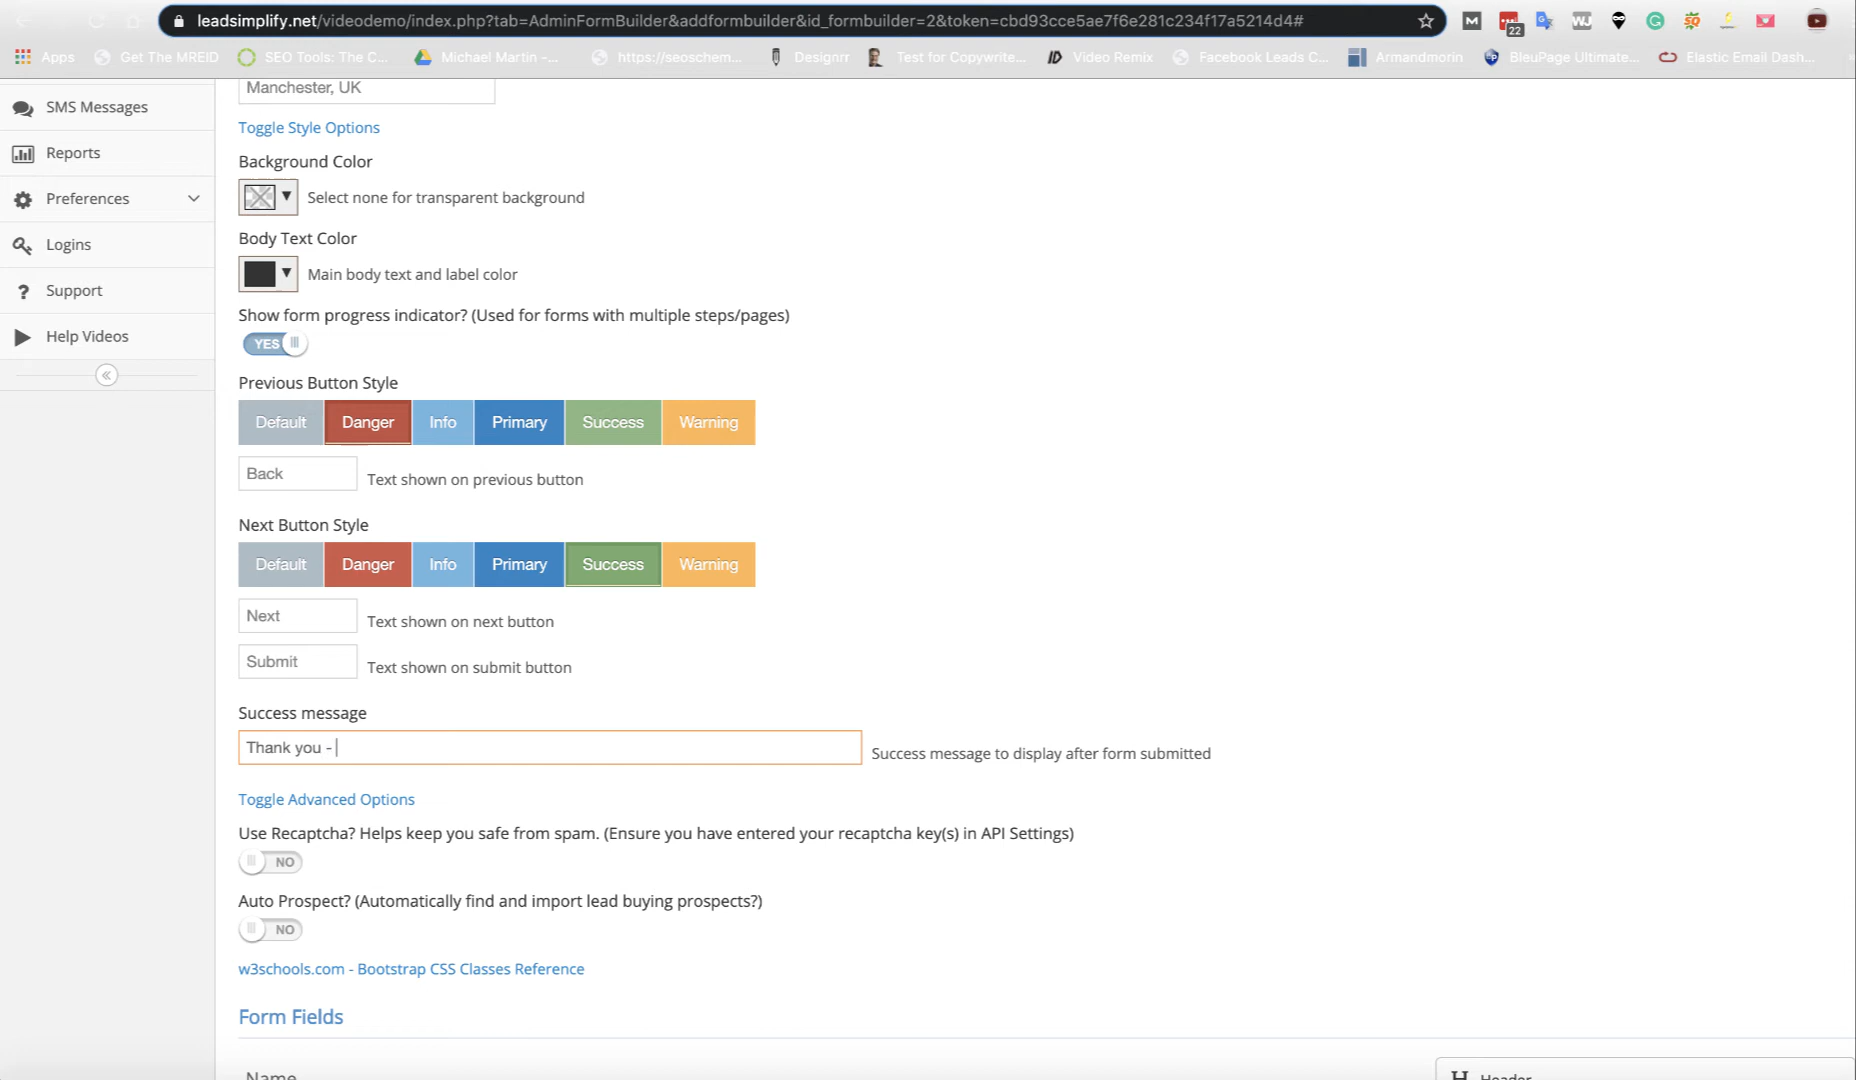 leadsimplify.net/videodemo/index.php?tab=AdminFormBuilder&addformbuilder&id_formbuilder=2&token=cbd93cce5ae7f6e281c234f17a5214d4#
22
Apps
Get The MREID
SEO Tools: The C...
Michael Martin -...
https://seoschem...
Designrr
Test for Copywrite...
Video Remix
Facebook Leads C...
Armandmorin
BleuPage Ultimate...
Elastic Email Dash...
SMS Messages
Reports
Preferences
Logins
Support
Help Videos
Manchester, UK
Toggle Style Options
Background Color
Select none for transparent background
Body Text Color
Main body text and label color
Show form progress indicator? (Used for forms with multiple steps/pages)
YES
Previous Button Style
Default Danger Info Primary Success Warning
Back Text shown on previous button
Next Button Style
Default Danger Info Primary Success Warning
Next Text shown on next button
Submit Text shown on submit button
Success message
Thank you - Success message to display after form submitted
Toggle Advanced Options
Use Recaptcha? Helps keep you safe from spam. (Ensure you have entered your recaptcha key(s) in API Settings)
NO
Auto Prospect? (Automatically find and import lead buying prospects?)
NO
w3schools.com - Bootstrap CSS Classes Reference
Form Fields
Name
H Header